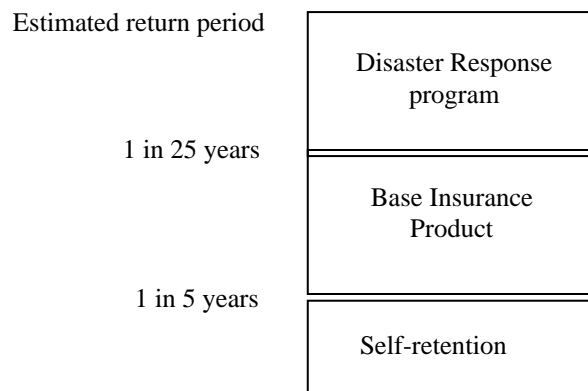 Estimated return period
Disaster Response
program
1 in 25 years
Base Insurance
Product
1 in 5 years
Self-retention